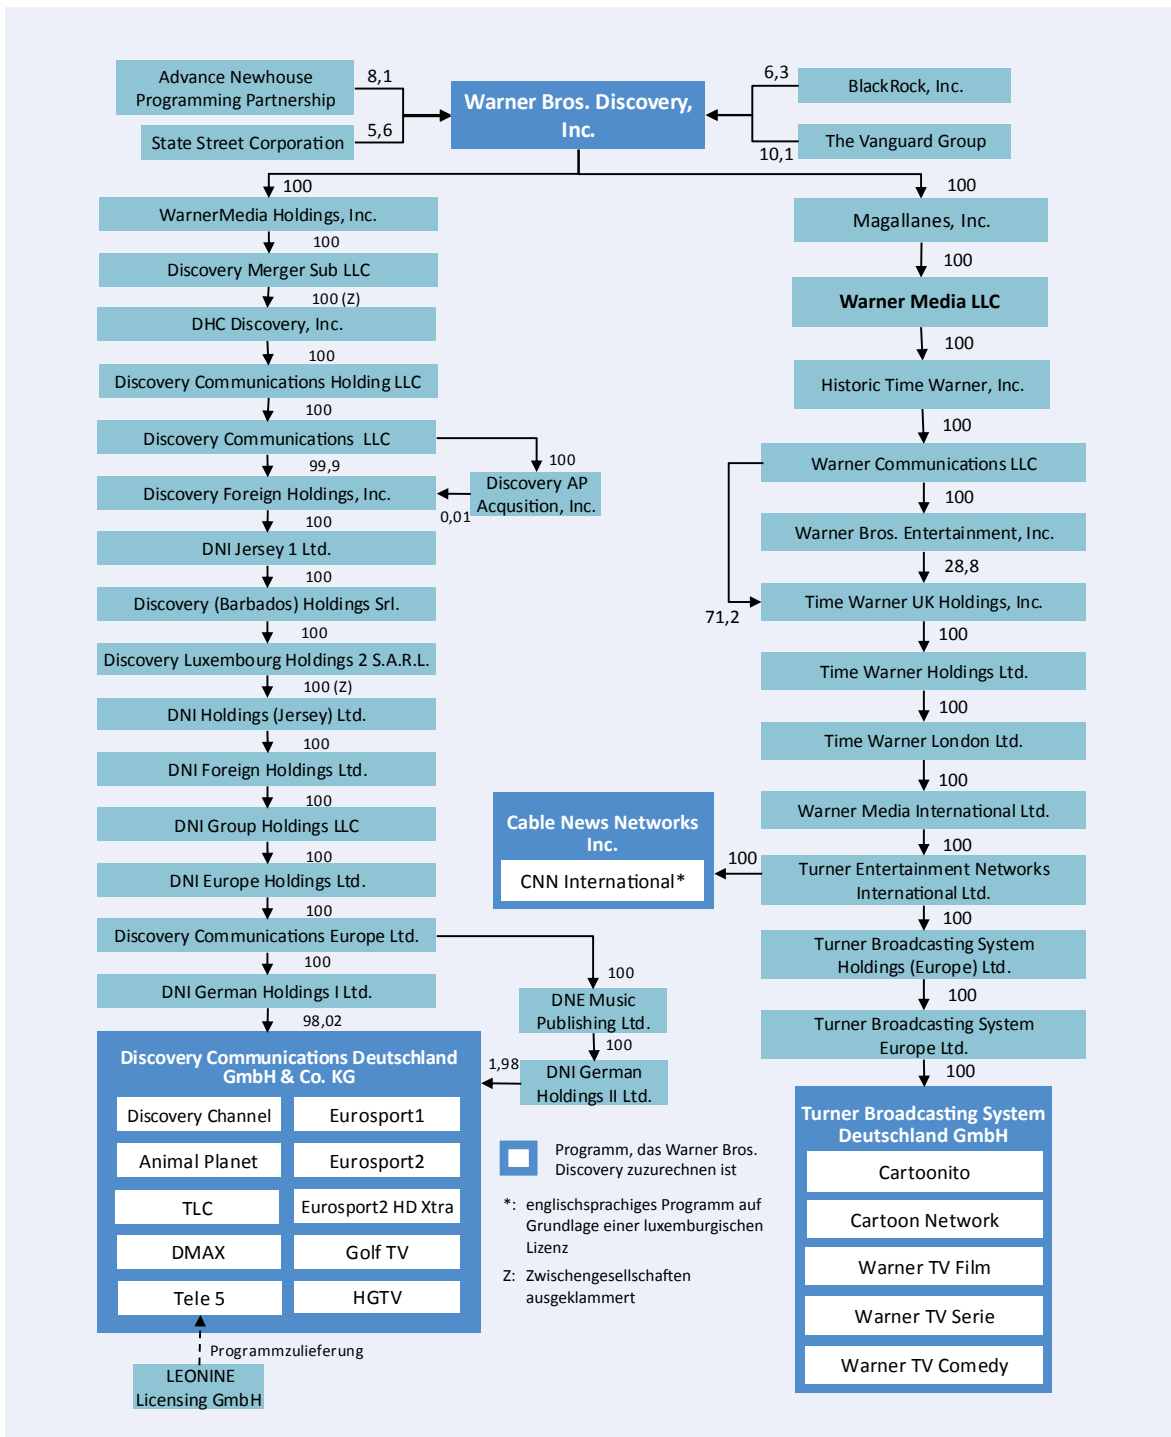 Advance Newhouse
Programming Partnership
8,1
State Street Corporation
5,6
Warner Bros. Discovery,
Inc.
6,3
BlackRock, Inc.
The Vanguard Group
10,1
100
WarnerMedia Holdings, Inc.
100
Discovery Merger Sub LLC
100 (Z)
DHC Discovery, Inc.
100
Discovery Communications Holding LLC
100
Discovery Communications LLC
99,9
100
Discovery AP
Acqusition, Inc.
0,01
Discovery Foreign Holdings, Inc.
100
DNI Jersey 1 Ltd.
100
Discovery (Barbados) Holdings Srl.
100
Discovery Luxembourg Holdings 2 S.A.R.L.
100 (Z)
DNI Holdings (Jersey) Ltd.
100
DNI Foreign Holdings Ltd.
100
DNI Group Holdings LLC
100
DNI Europe Holdings Ltd.
100
Discovery Communications Europe Ltd.
100
DNI German Holdings I Ltd.
98,02
100
DNE Music
Publishing Ltd.
100
DNI German
Holdings II Ltd.
1,98
Discovery Communications Deutschland
GmbH & Co. KG
Discovery Channel
Eurosport1
Animal Planet
Eurosport2
TLC
Eurosport2 HD Xtra
DMAX
Golf TV
Tele 5
HGTV
Programmzulieferung
LEONINE
Licensing GmbH
100
Magallanes, Inc.
100
Warner Media LLC
100
Historic Time Warner, Inc.
100
Warner Communications LLC
100
Warner Bros. Entertainment, Inc.
28,8
71,2
Time Warner UK Holdings, Inc.
100
Time Warner Holdings Ltd.
100
Time Warner London Ltd.
100
Warner Media International Ltd.
100
Turner Entertainment Networks
International Ltd.
100
Cable News Networks
Inc.
CNN International*
100
Turner Broadcasting System
Holdings (Europe) Ltd.
100
Turner Broadcasting System
Europe Ltd.
100
Turner Broadcasting System
Deutschland GmbH
Cartoonito
Cartoon Network
Warner TV Film
Warner TV Serie
Warner TV Comedy
Programm, das Warner Bros.
Discovery zuzurechnen ist
*: englischsprachiges Programm auf
Grundlage einer luxemburgischen
Lizenz
Z: Zwischengesellschaften
ausgeklammert